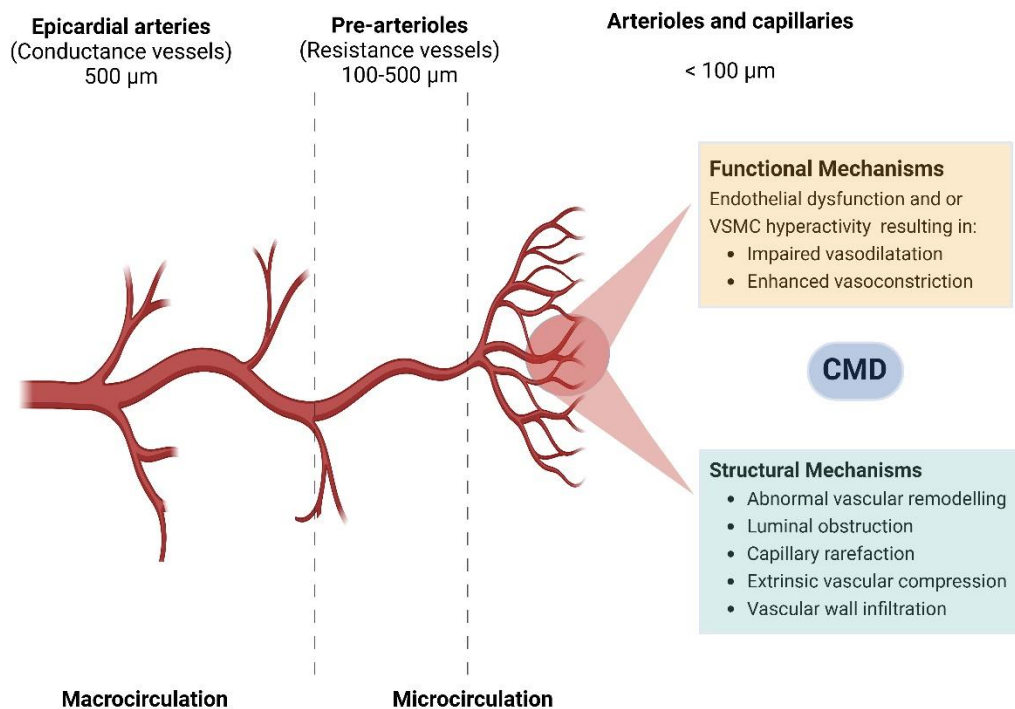 Epicardial arteries
(Conductance vessels)
500 µm
Pre-arterioles
(Resistance vessels)
100-500 µm
Arterioles and capillaries
< 100 µm
Functional Mechanisms
Endothelial dysfunction and or
VSMC hyperactivity resulting in:
• Impaired vasodilatation
• Enhanced vasoconstriction
CMD
Structural Mechanisms
• Abnormal vascular remodelling
• Luminal obstruction
• Capillary rarefaction
• Extrinsic vascular compression
• Vascular wall infiltration
Macrocirculation
Microcirculation